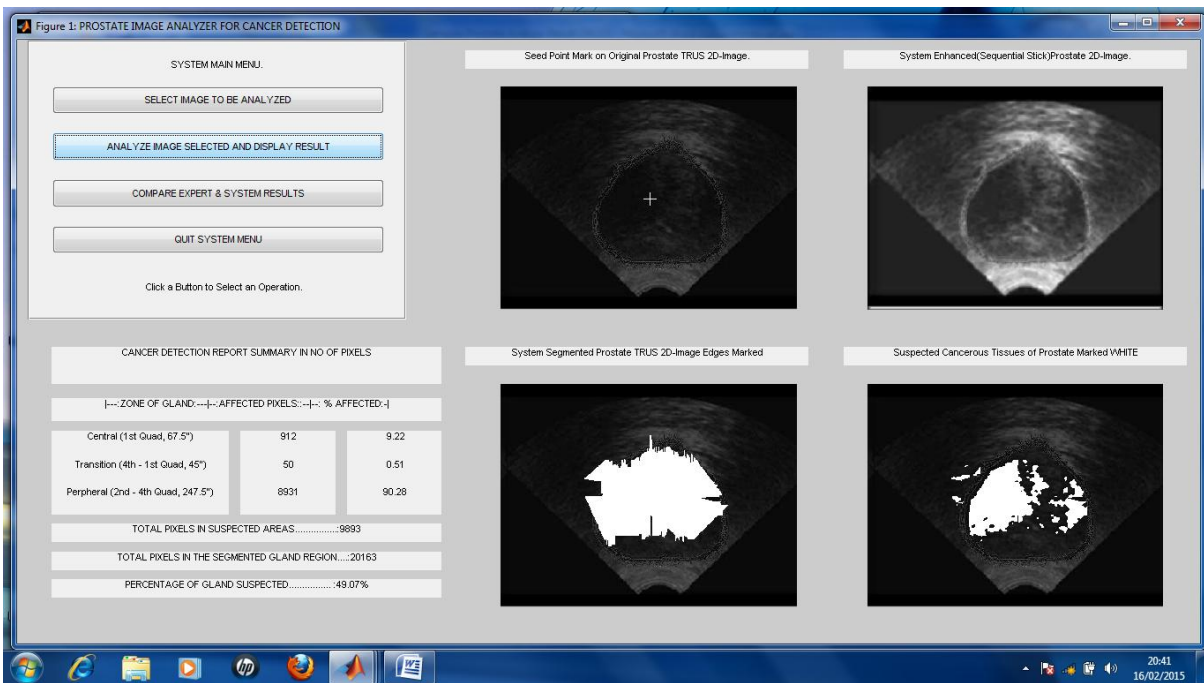 Figure 1: PROSTATE IMAGE ANALYZER FOR CANCER DETECTION
SYSTEM MAIN MENU.
SELECT IMAGE TO BE ANALYZED
ANALYZE IMAGE SELECTED AND DISPLAY RESULT
COMPARE EXPERT & SYSTEM RESULTS
QUIT SYSTEM MENU
Click a Button to Select an Operation.
Seed Point Mark on Original Prostate TRUS 2D-Image.
System Enhanced(Sequential Stick)Prostate 2D-Image.
CANCER DETECTION REPORT SUMMARY IN NO OF PIXELS
|---:ZONE OF GLAND:---|--:AFFECTED PIXELS::--|--: % AFFECTED:-|
Central (1st Quad, 67.5") 912 9.22
Transition (4th - 1st Quad, 45") 50 0.51
Perpheral (2nd - 4th Quad, 247.5") 8931 90.28
TOTAL PIXELS IN SUSPECTED AREAS...............:9893
TOTAL PIXELS IN THE SEGMENTED GLAND REGION....:20163
PERCENTAGE OF GLAND SUSPECTED............... :49.07%
System Segmented Prostate TRUS 2D-Image Edges Marked
Suspected Cancerous Tissues of Prostate Marked WHITE
hp
W
20:41
16/02/2015